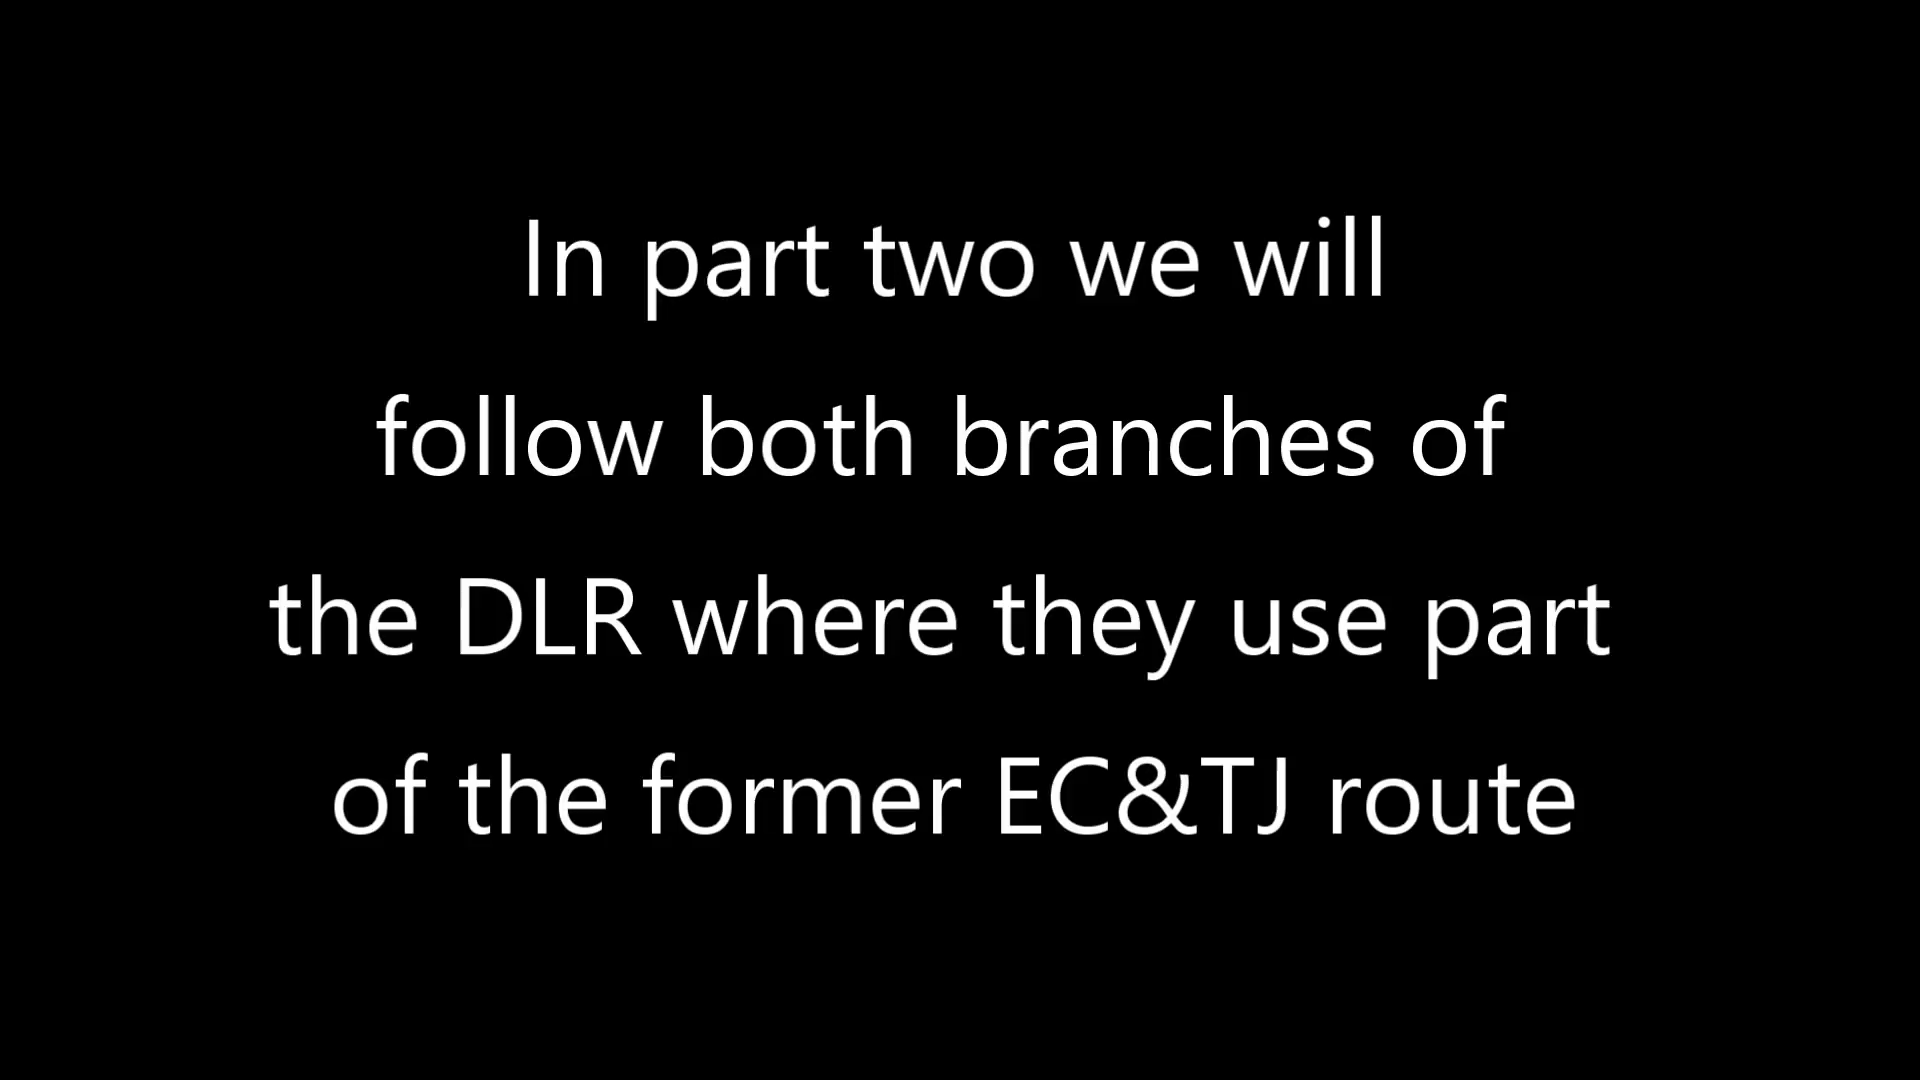 In part two we will
follow both branches of
the DLR where they use part
of the former EC&TJ route